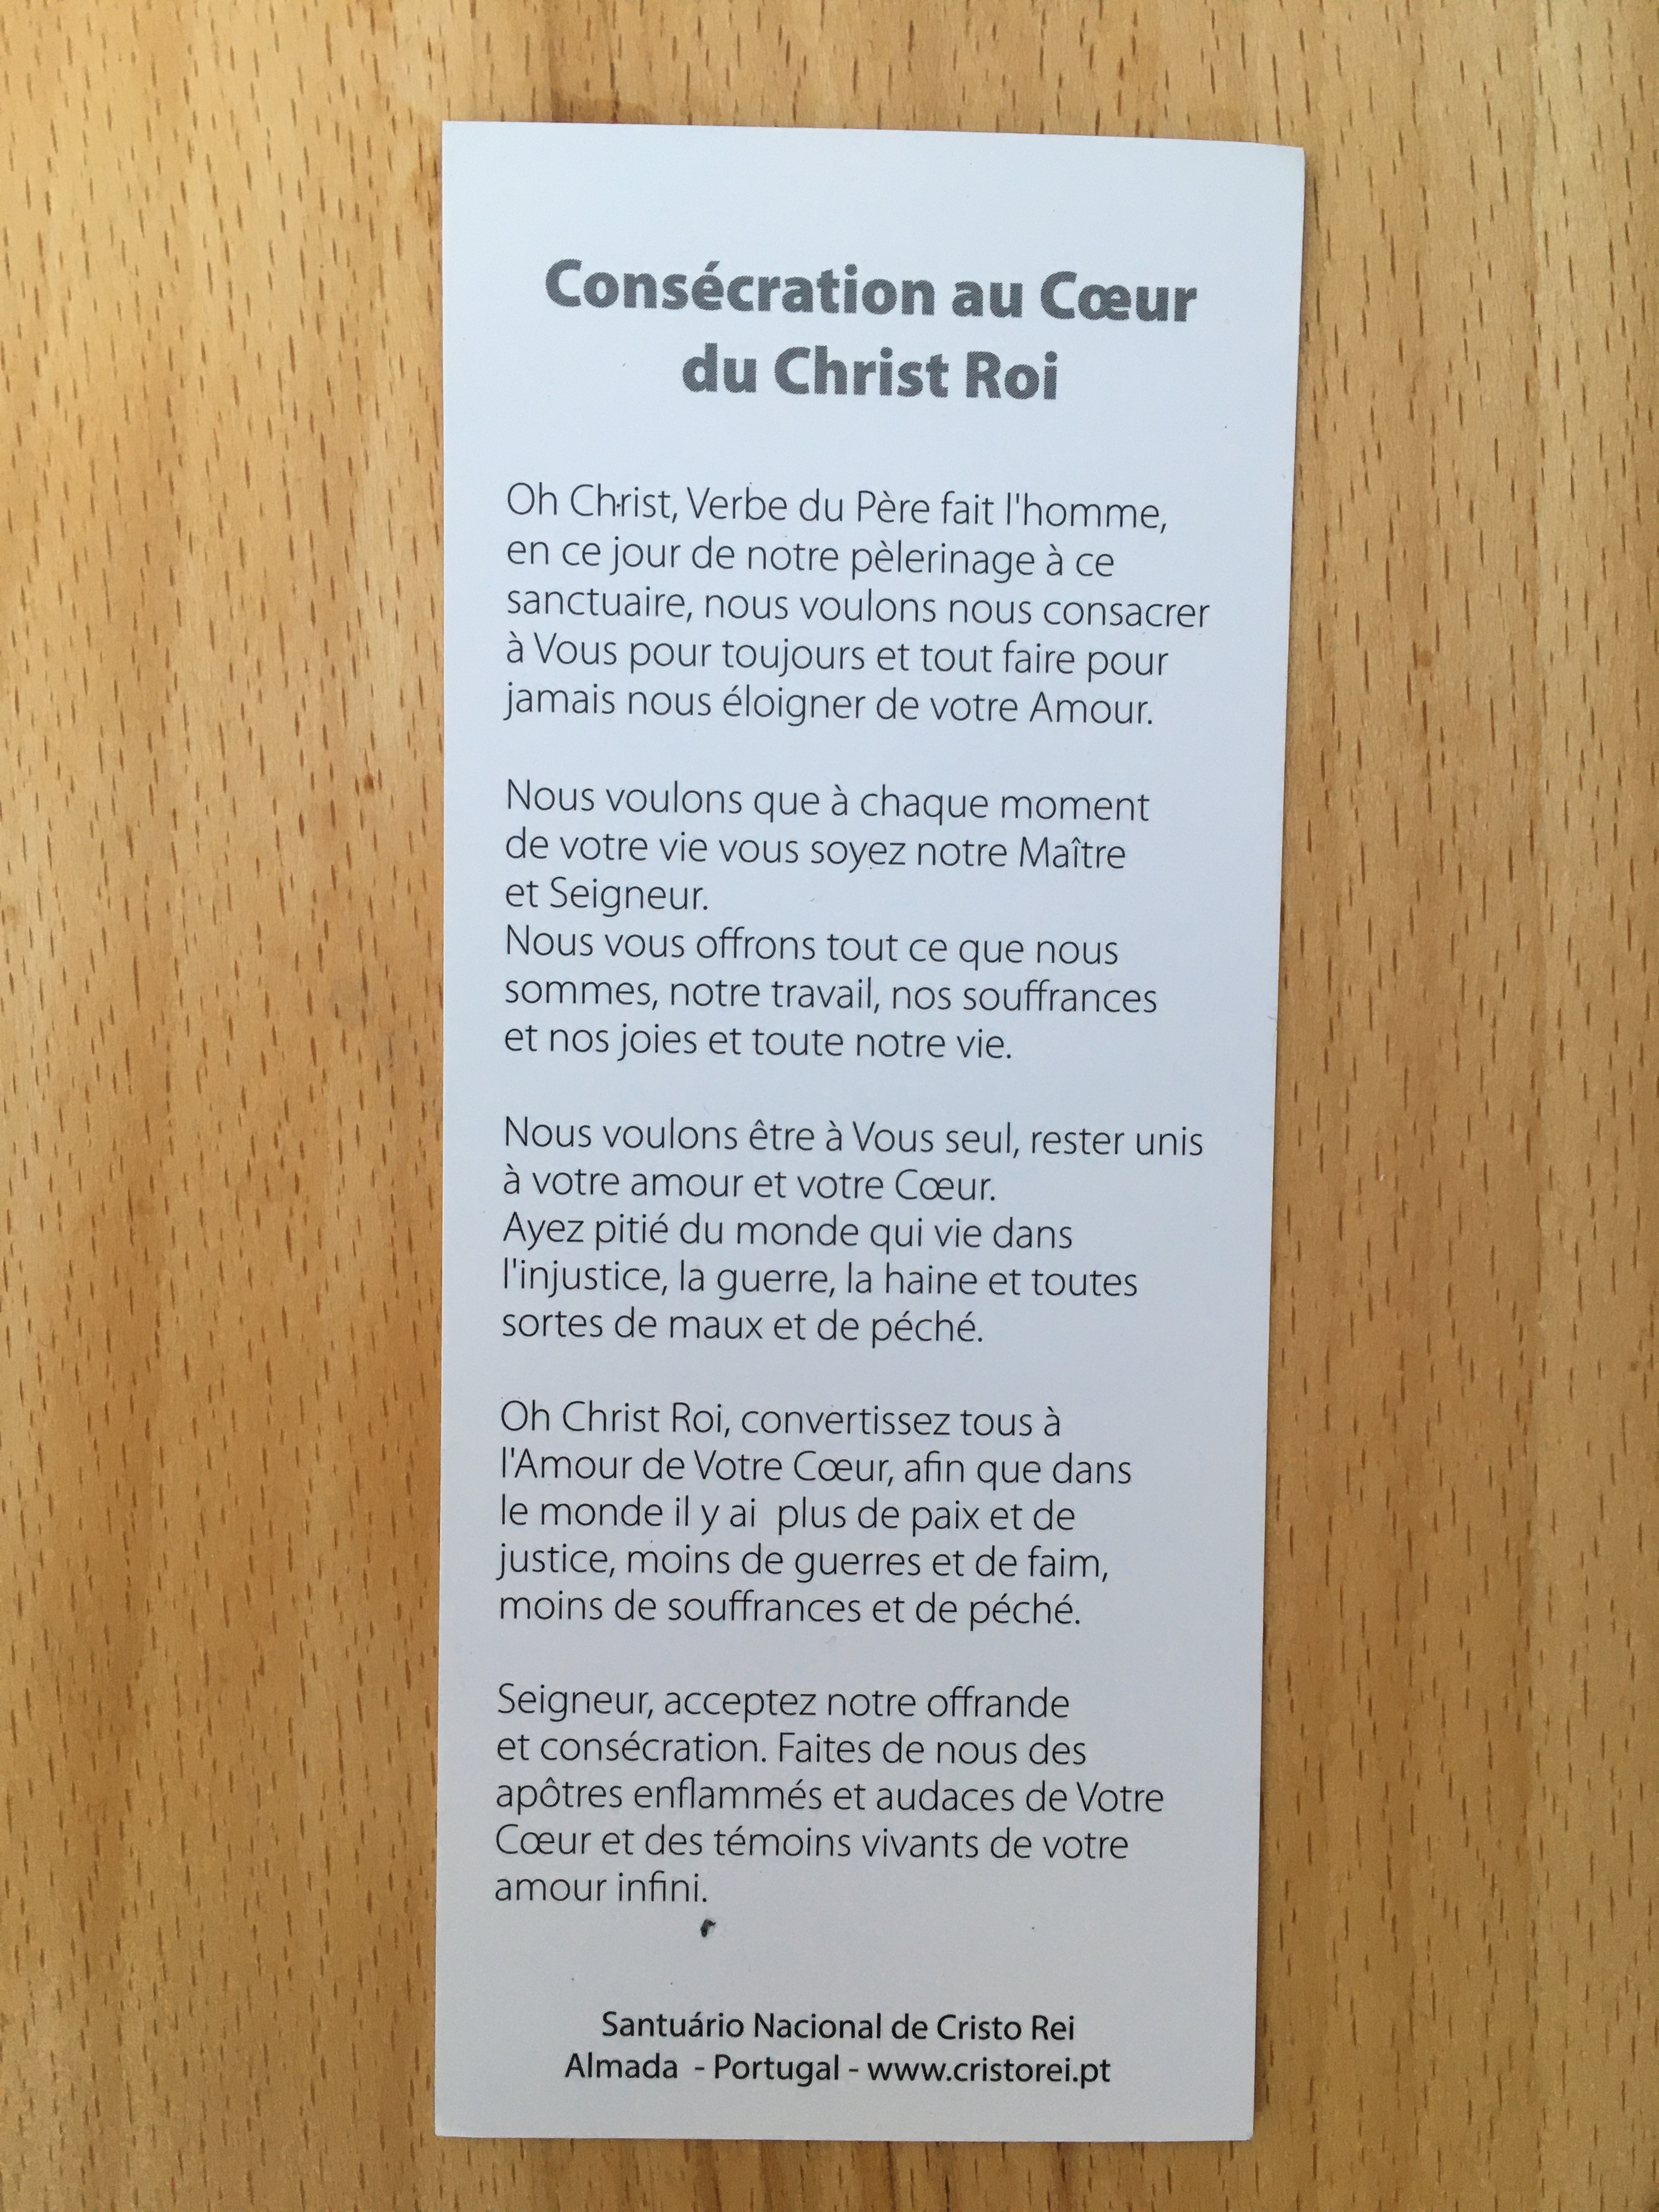 Consécration au Cœur
du Christ Roi
Oh Christ, Verbe du Père fait l'homme,
en ce jour de notre pèlerinage à ce
sanctuaire, nous voulons nous consacrer
à Vous pour toujours et tout faire pour
jamais nous éloigner de votre Amour.
Nous voulons que à chaque moment
de votre vie vous soyez notre Maître
et Seigneur.
Nous vous offrons tout ce que nous
sommes, notre travail, nos souffrances
et nos joies et toute notre vie.
Nous voulons être à Vous seul, rester unis
à votre amour et votre Cœur.
Ayez pitié du monde qui vie dans
l'injustice, la guerre, la haine et toutes
sortes de maux et de péché.
Oh Christ Roi, convertissez tous à
l'Amour de Votre Cœur, afin que dans
le monde il y ai  plus de paix et de
justice, moins de guerres et de faim,
moins de souffrances et de péché.
Seigneur, acceptez notre offrande
et consécration. Faites de nous des
apôtres enflammés et audaces de Votre
Cœur et des témoins vivants de votre
amour infini.
Santuário Nacional de Cristo Rei
Almada  - Portugal - www.cristorei.pt